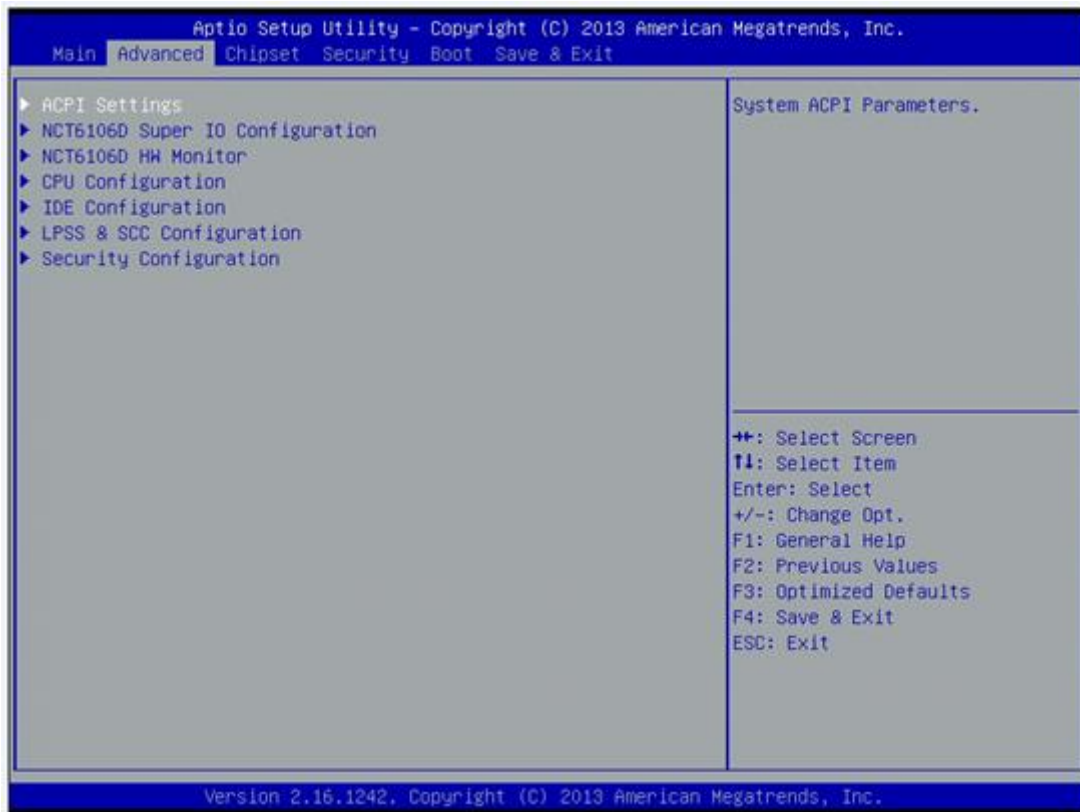 Aptio Setup Utility – Copyright (C) 2013 American Megatrends, Inc.
Main Advanced Chipset Security Boot Save & Exit
▶ ACPI Settings
▶ NCT6106D Super IO Configuration
▶ NCT6106D HW Monitor
▶ CPU Configuration
▶ IDE Configuration
▶ LPSS & SCC Configuration
▶ Security Configuration
System ACPI Parameters.
→←: Select Screen
↑↓: Select Item
Enter: Select
+/-: Change Opt.
F1: General Help
F2: Previous Values
F3: Optimized Defaults
F4: Save & Exit
ESC: Exit
Version 2.16.1242. Copyright (C) 2013 American Megatrends, Inc.